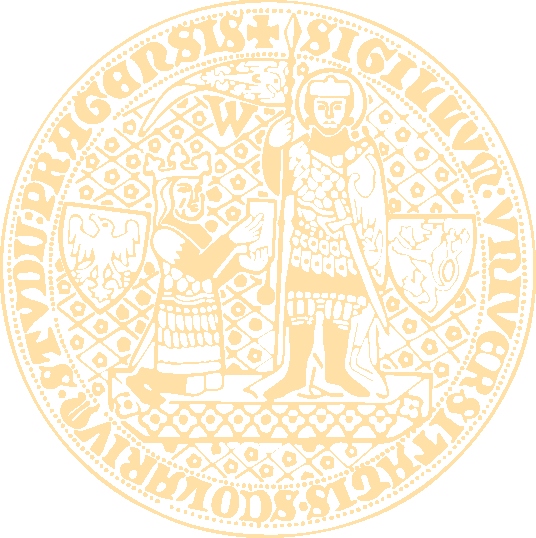 ✠ SIGILLVM · VNIVERSITATIS · SCOLARIVM · STVDII · PRAGENSIS
W